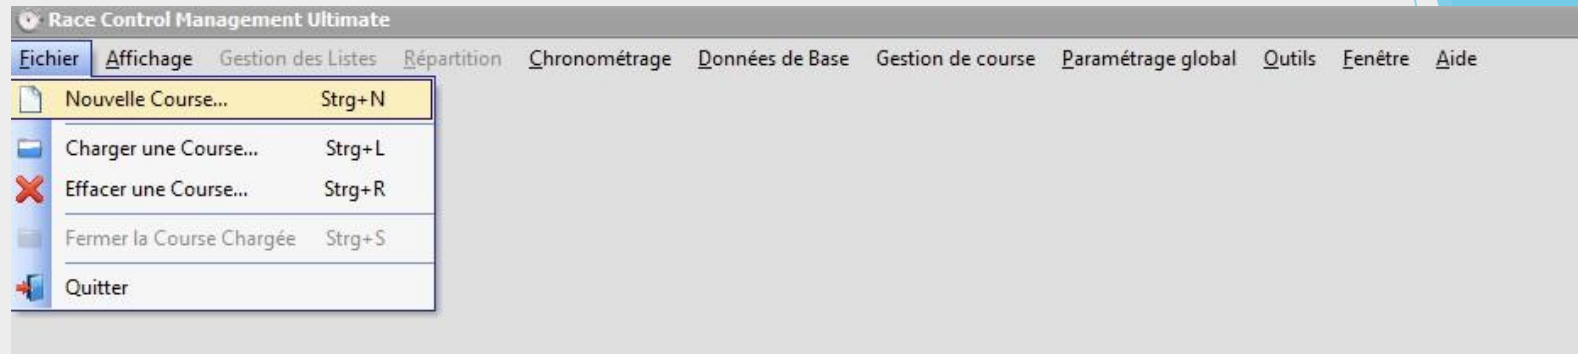 Race Control Management Ultimate
Fichier Affichage Gestion des Listes Répartition Chronométrage Données de Base Gestion de course Paramétrage global Outils Fenêtre Aide
Nouvelle Course... Strg+N
Charger une Course... Strg+L
Effacer une Course... Strg+R
Fermer la Course Chargée Strg+S
Quitter